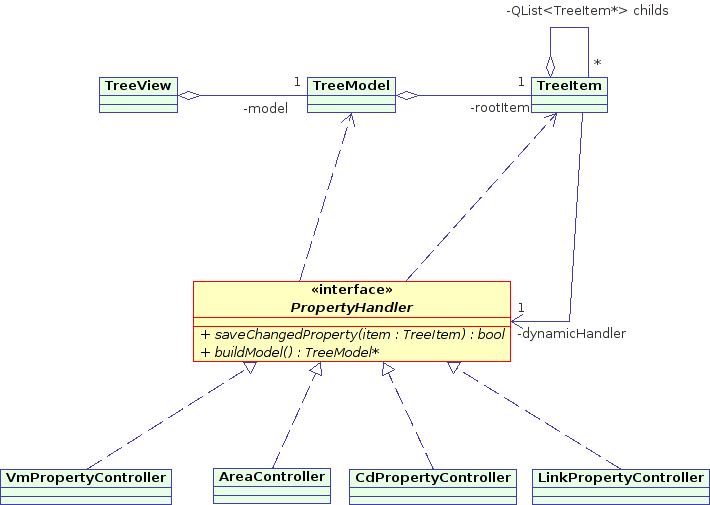 -QList<TreeItem*> childs
*
TreeView
1
TreeModel
1
TreeItem
-model
-rootItem
«interface»
PropertyHandler
1
+ saveChangedProperty(item : TreeItem) : bool
-dynamicHandler
+ buildModel() : TreeModel*
VmPropertyController
AreaController
CdPropertyController
LinkPropertyController